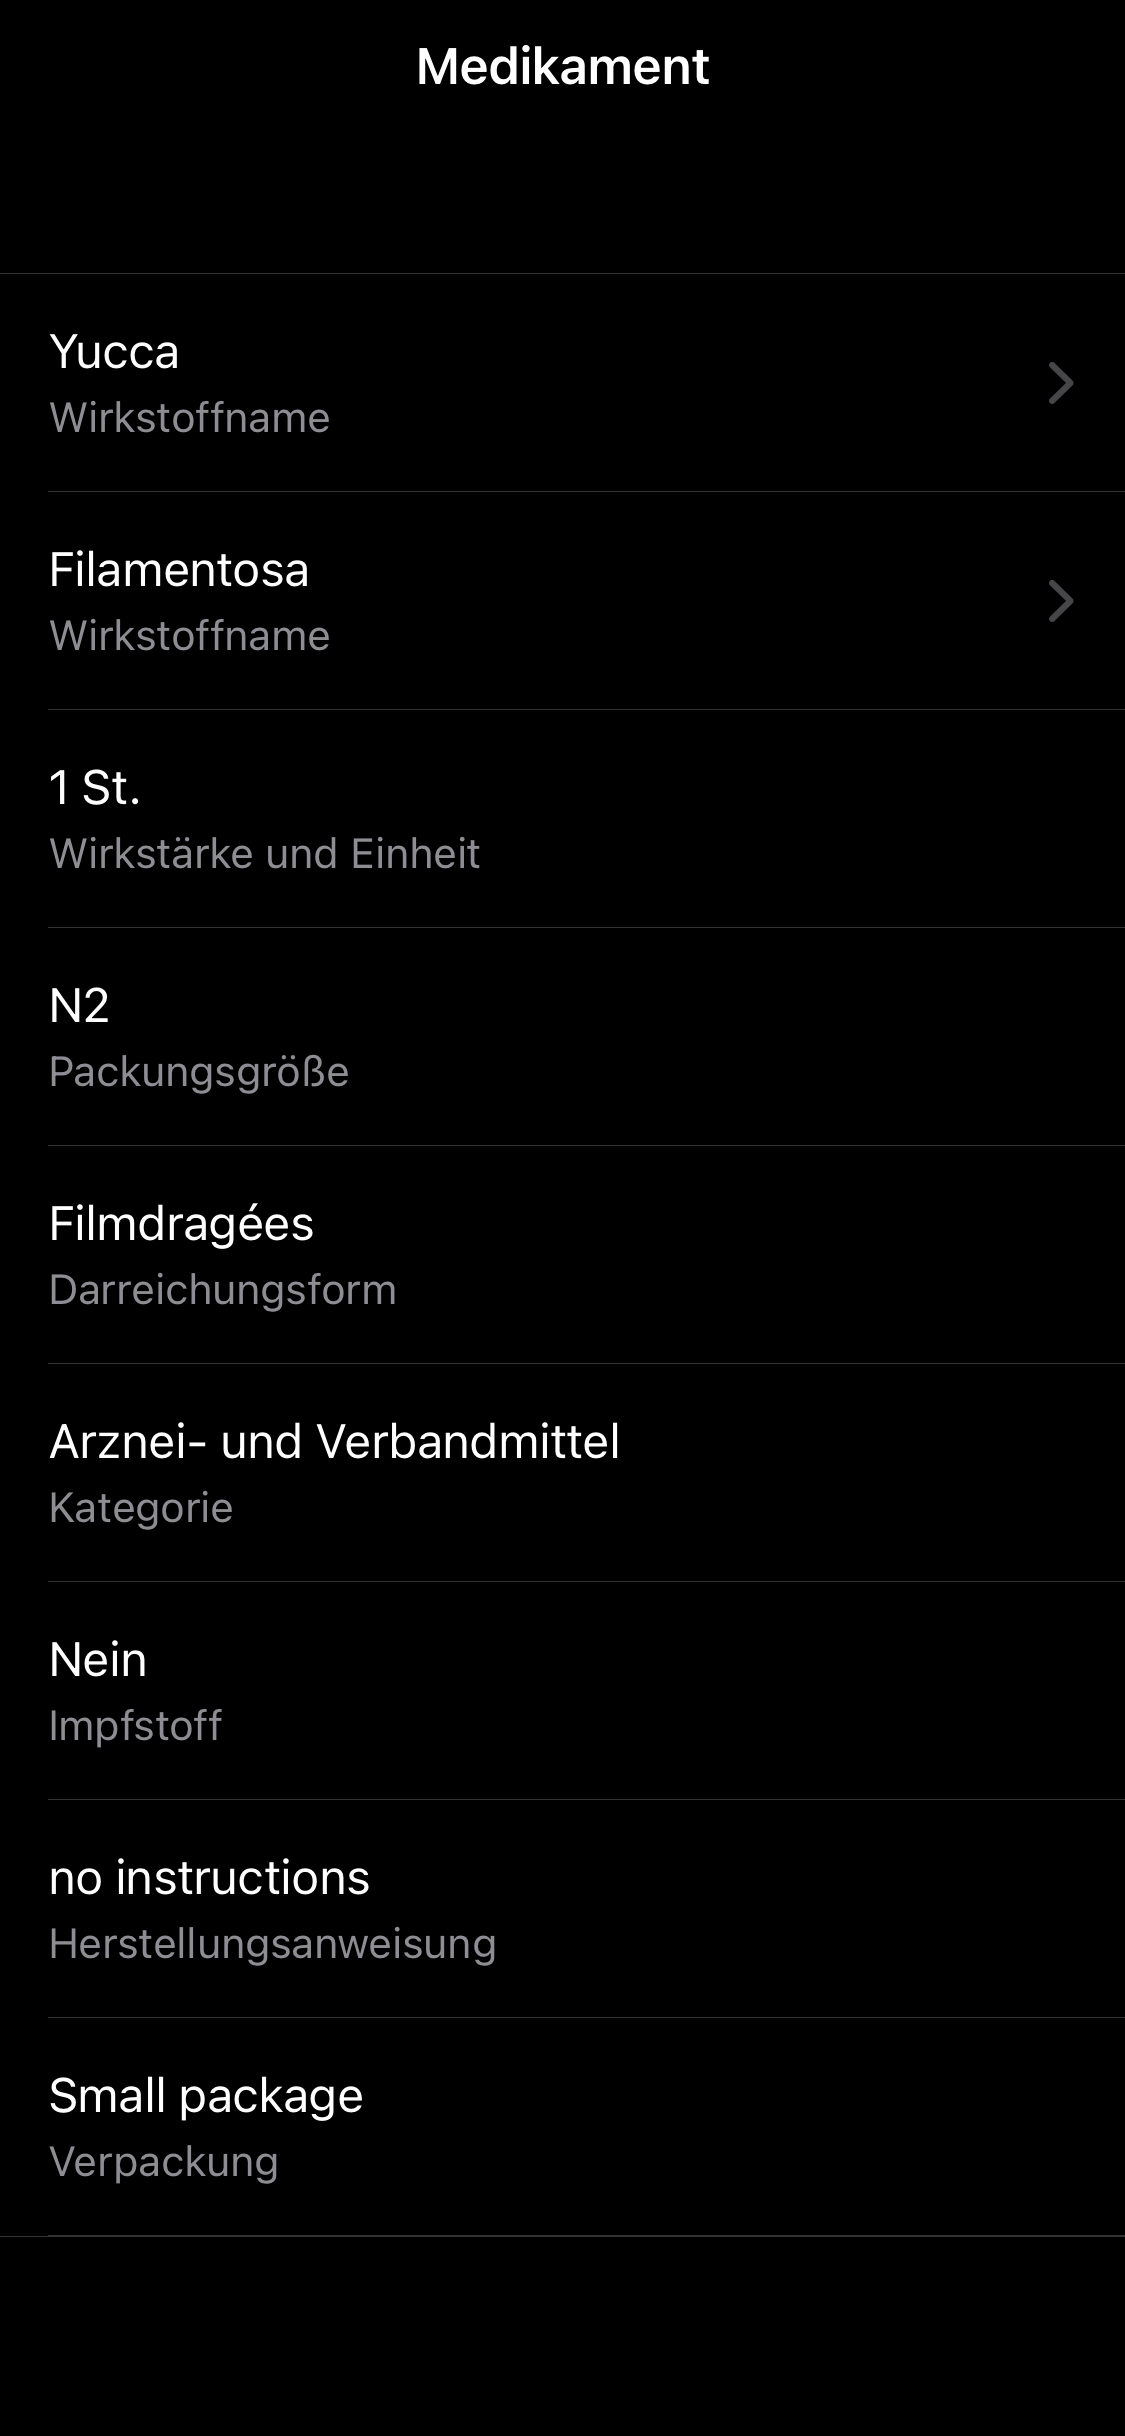 Medikament
Yucca
Wirkstoffname
Filamentosa
Wirkstoffname
1 St.
Wirkstärke und Einheit
N2
Packungsgröße
Filmdragées
Darreichungsform
Arznei- und Verbandmittel
Kategorie
Nein
Impfstoff
no instructions
Herstellungsanweisung
Small package
Verpackung